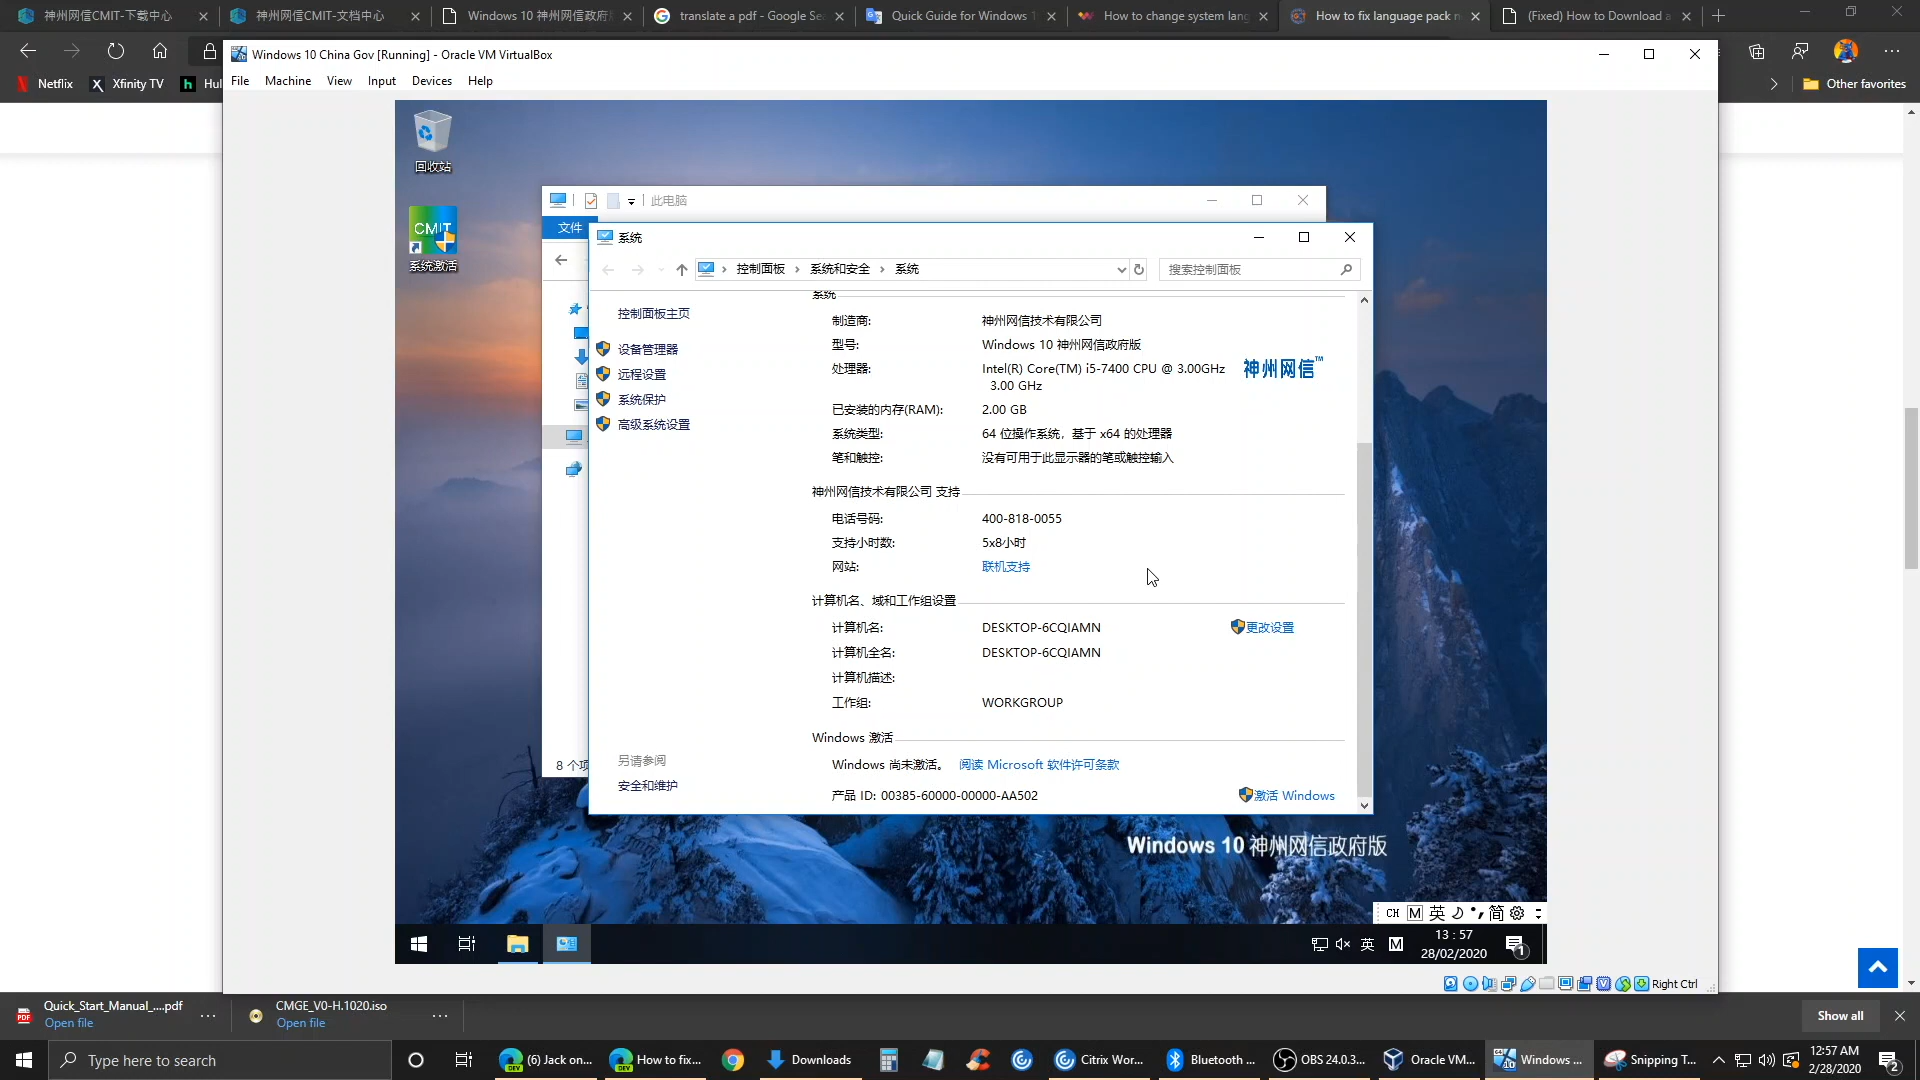 神州网信CMIT-下载中心
神州网信CMIT-文档中心
Windows 10 神州网信政府
translate a pdf - Google Se
Quick Guide for Windows 1
How to change system lang
How to fix language pack n
(Fixed) How to Download a
Windows 10 China Gov [Running] - Oracle VM VirtualBox
File Machine View Input Devices Help
Netflix
Xfinity TV
Hul
Other favorites
回收站
CMIT
系统激活
此电脑
文件
系统
控制面板 › 系统和安全 › 系统
搜索控制面板
控制面板主页
设备管理器
远程设置
系统保护
高级系统设置
系统
制造商: 神州网信技术有限公司
型号: Windows 10 神州网信政府版
处理器: Intel(R) Core(TM) i5-7400 CPU @ 3.00GHz
3.00 GHz
神州网信™
已安装的内存(RAM): 2.00 GB
系统类型: 64 位操作系统，基于 x64 的处理器
笔和触控: 没有可用于此显示器的笔或触控输入
神州网信技术有限公司 支持
电话号码: 400-818-0055
支持小时数: 5x8小时
网站: 联机支持
计算机名、域和工作组设置
计算机名: DESKTOP-6CQIAMN
更改设置
计算机全名: DESKTOP-6CQIAMN
计算机描述:
工作组: WORKGROUP
Windows 激活
Windows 尚未激活。 阅读 Microsoft 软件许可条款
产品 ID: 00385-60000-00000-AA502
激活 Windows
另请参阅
安全和维护
8 个项
Windows 10 神州网信政府版
CH M 英 简
英 M
13:57
28/02/2020
1
Right Ctrl
Quick_Start_Manual_....pdf
Open file
CMGE_V0-H.1020.iso
Open file
Show all
Type here to search
(6) Jack on...
How to fix...
Downloads
Citrix Wor...
Bluetooth ...
OBS 24.0.3...
Oracle VM...
Windows ...
Snipping T...
12:57 AM
2/28/2020
2